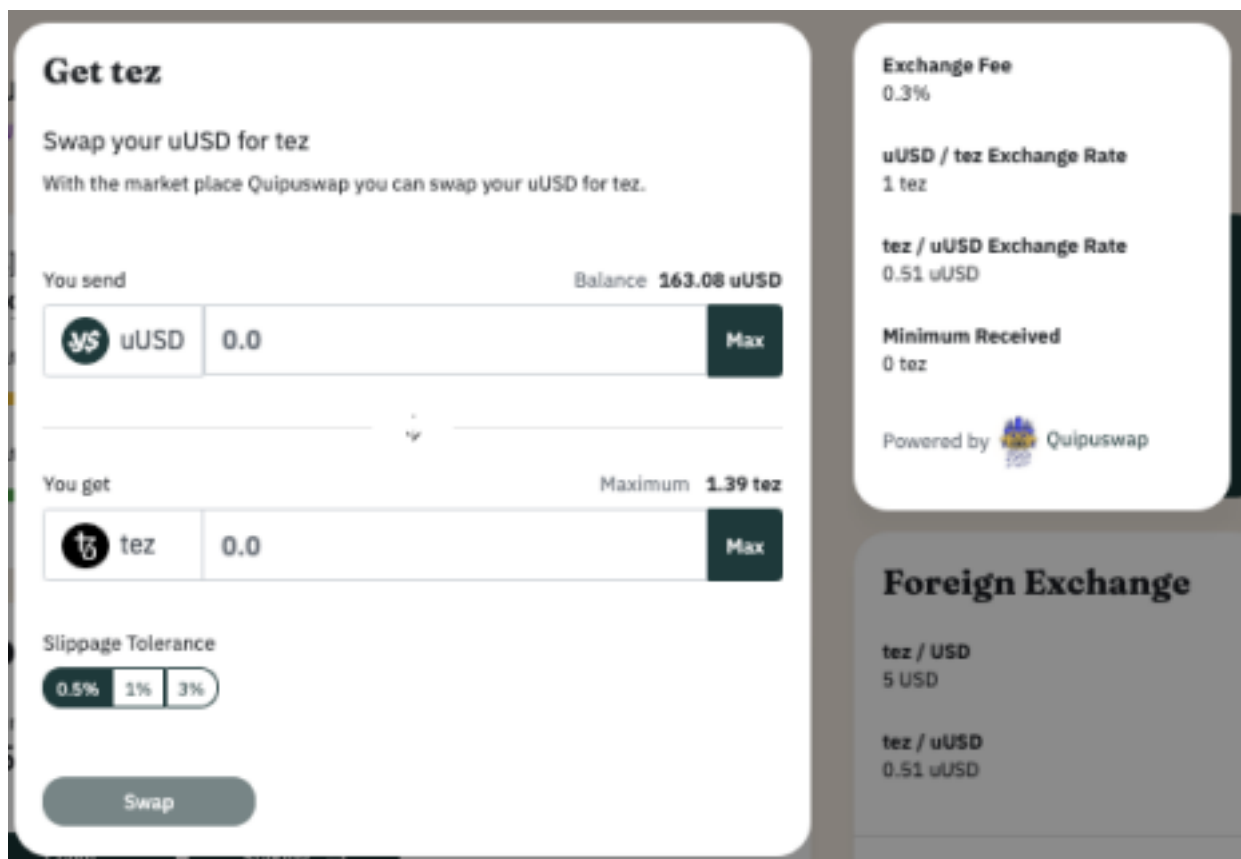 Get tez
Swap your uUSD for tez
With the market place Quipuswap you can swap your uUSD for tez.
You send
Balance 163.08 uUSD
uUSD 0.0 Max
You get
Maximum 1.39 tez
tez 0.0 Max
Slippage Tolerance
0.5% 1% 3%
Swap
Exchange Fee
0.3%
uUSD / tez Exchange Rate
1 tez
tez / uUSD Exchange Rate
0.51 uUSD
Minimum Received
0 tez
Powered by Quipuswap
Foreign Exchange
tez / USD
5 USD
tez / uUSD
0.51 uUSD